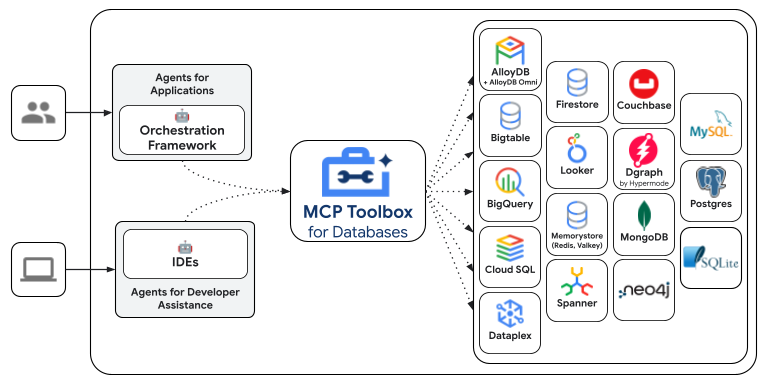 Agents for
Applications
Orchestration
Framework
IDEs
Agents for Developer
Assistance
MCP Toolbox
for Databases
AlloyDB
+ AlloyDB Omni
Bigtable
BigQuery
Cloud SQL
Dataplex
Firestore
Looker
Memorystore
(Redis, Valkey)
Spanner
Couchbase
Dgraph
by Hypermode
MongoDB
neo4j
MySQL
Postgres
SQLite